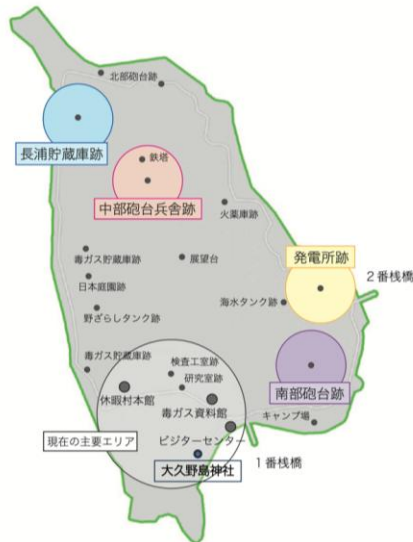 北部砲台跡
長浦貯蔵庫跡
鉄塔
中部砲台兵舎跡
火薬庫跡
毒ガス貯蔵庫跡
展望台
発電所跡
日本庭園跡
2番桟橋
海水タンク跡
野ざらしタンク跡
毒ガス貯蔵庫跡
検査工室跡
研究室跡
休暇村本館
南部砲台跡
毒ガス資料館
キャンプ場
現在の主要エリア
ビジターセンター
1番桟橋
大久野島神社